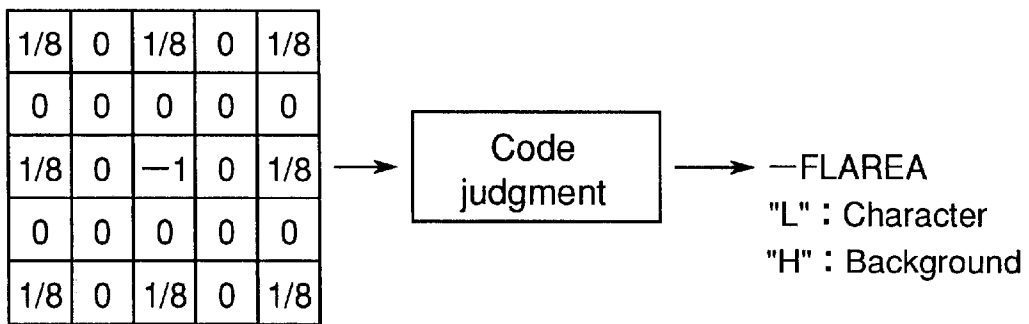 1/8 0 1/8 0 1/8
0 0 0 0 0
1/8 0 —1 0 1/8
0 0 0 0 0
1/8 0 1/8 0 1/8
Code
judgment
—FLAREA
"L" : Character
"H" : Background